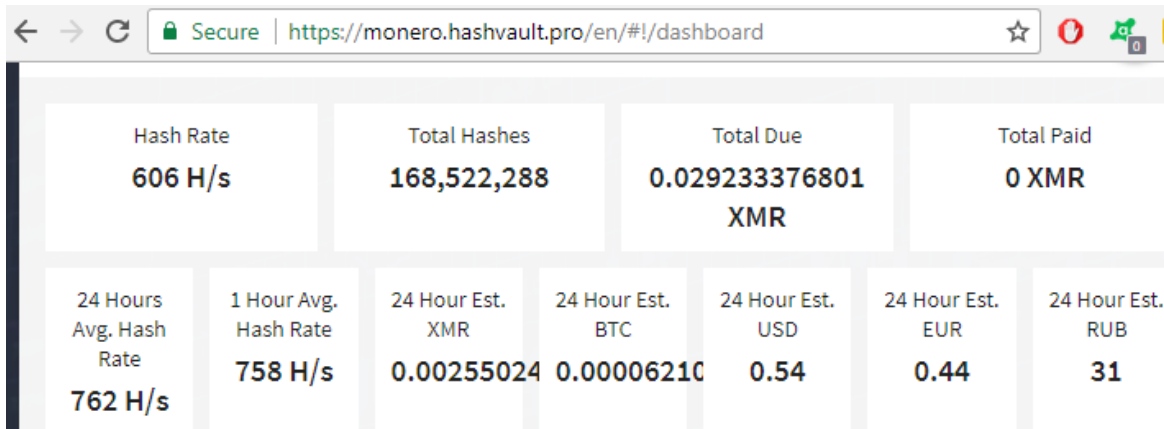 Secure | https://monero.hashvault.pro/en/#!/dashboard
0
Hash Rate
606 H/s
Total Hashes
168,522,288
Total Due
0.029233376801
XMR
Total Paid
0 XMR
24 Hours
Avg. Hash
Rate
762 H/s
1 Hour Avg.
Hash Rate
758 H/s
24 Hour Est.
XMR
0.00255024
24 Hour Est.
BTC
0.00006210
24 Hour Est.
USD
0.54
24 Hour Est.
EUR
0.44
24 Hour Est.
RUB
31